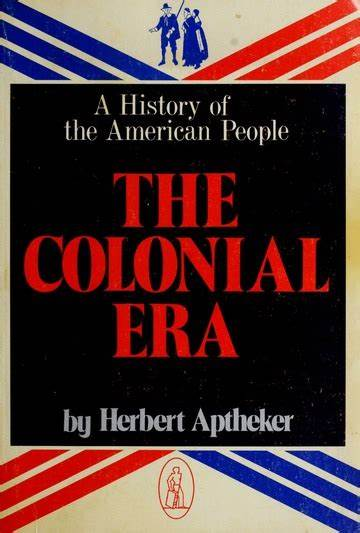 A History of
the American People
THE
COLONIAL
ERA
by Herbert Aptheker